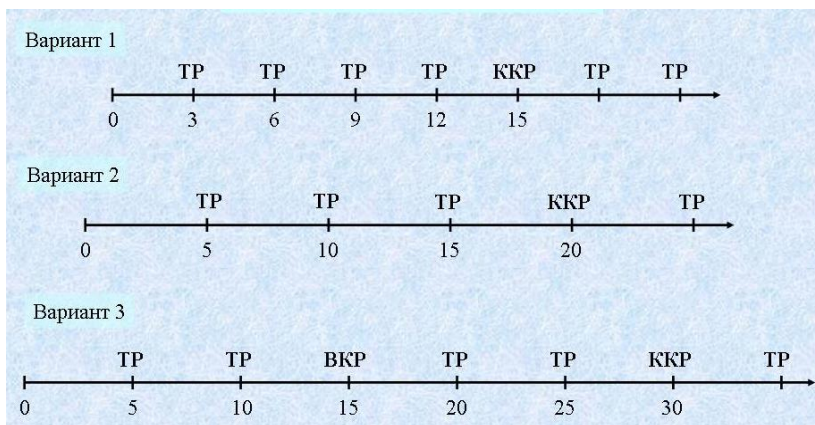 Вариант 1
ТР ТР ТР ТР ККР ТР ТР
0 3 6 9 12 15
Вариант 2
ТР ТР ТР ККР ТР
0 5 10 15 20
Вариант 3
ТР ТР ВКР ТР ТР ККР ТР
0 5 10 15 20 25 30